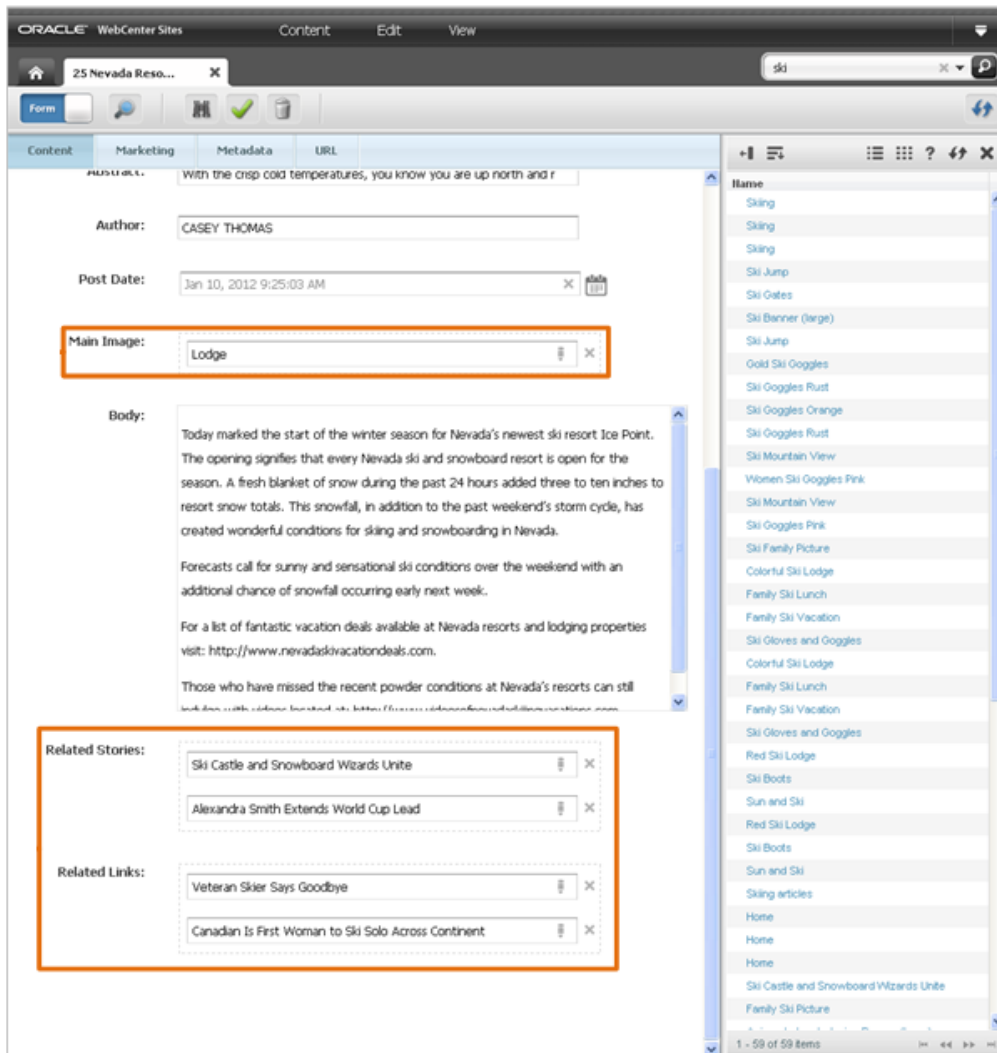 ORACLE WebCenter Sites Content Edit View
25 Nevada Reso...
ski
Form
Content Marketing Metadata URL
Abstract: With the crisp cold temperatures, you know you are up north and r
Author: CASEY THOMAS
Post Date: Jan 10, 2012 9:25:03 AM
Main Image: Lodge
Body:
Today marked the start of the winter season for Nevada's newest ski resort Ice Point.
The opening signifies that every Nevada ski and snowboard resort is open for the
season. A fresh blanket of snow during the past 24 hours added three to ten inches to
resort snow totals. This snowfall, in addition to the past weekend's storm cycle, has
created wonderful conditions for skiing and snowboarding in Nevada.
Forecasts call for sunny and sensational ski conditions over the weekend with an
additional chance of snowfall occurring early next week.
For a list of fantastic vacation deals available at Nevada resorts and lodging properties
visit: http://www.nevadaskivacationdeals.com.
Those who have missed the recent powder conditions at Nevada's resorts can still
indulge with videos located at: http://www.videosofnevadaskiingvacations.com
Related Stories:
Ski Castle and Snowboard Wizards Unite
Alexandra Smith Extends World Cup Lead
Related Links:
Veteran Skier Says Goodbye
Canadian Is First Woman to Ski Solo Across Continent
Name
Skiing
Skiing
Skiing
Ski Jump
Ski Gates
Ski Banner (large)
Ski Jump
Gold Ski Goggles
Ski Goggles Rust
Ski Goggles Orange
Ski Goggles Rust
Ski Mountain View
Women Ski Goggles Pink
Ski Mountain View
Ski Goggles Pink
Ski Family Picture
Colorful Ski Lodge
Family Ski Lunch
Family Ski Vacation
Ski Gloves and Goggles
Colorful Ski Lodge
Family Ski Lunch
Family Ski Vacation
Ski Gloves and Goggles
Red Ski Lodge
Ski Boots
Sun and Ski
Red Ski Lodge
Ski Boots
Sun and Ski
Skiing articles
Home
Home
Home
Ski Castle and Snowboard Wizards Unite
Family Ski Picture
1 - 59 of 59 items